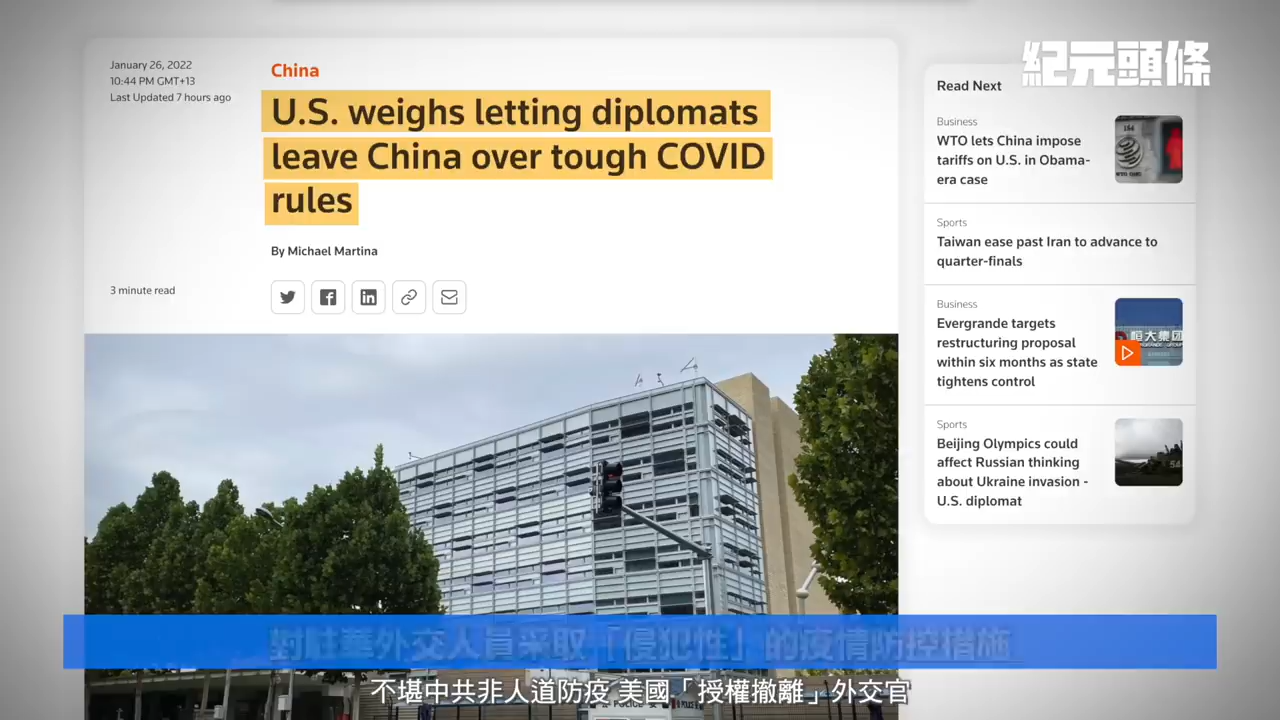 紀元頭條
January 26, 2022
10:44 PM GMT+13
Last Updated 7 hours ago
China
U.S. weighs letting diplomats
leave China over tough COVID
rules
By Michael Martina
3 minute read
Read Next
Business
WTO lets China impose
tariffs on U.S. in Obama-
era case
Sports
Taiwan ease past Iran to advance to
quarter-finals
Business
Evergrande targets
restructuring proposal
within six months as state
tightens control
恒大集团
Sports
Beijing Olympics could
affect Russian thinking
about Ukraine invasion -
U.S. diplomat
對駐華外交人員采取「侵犯性」的疫情防控措施
不堪中共非人道防疫 美國「授權撤離」外交官